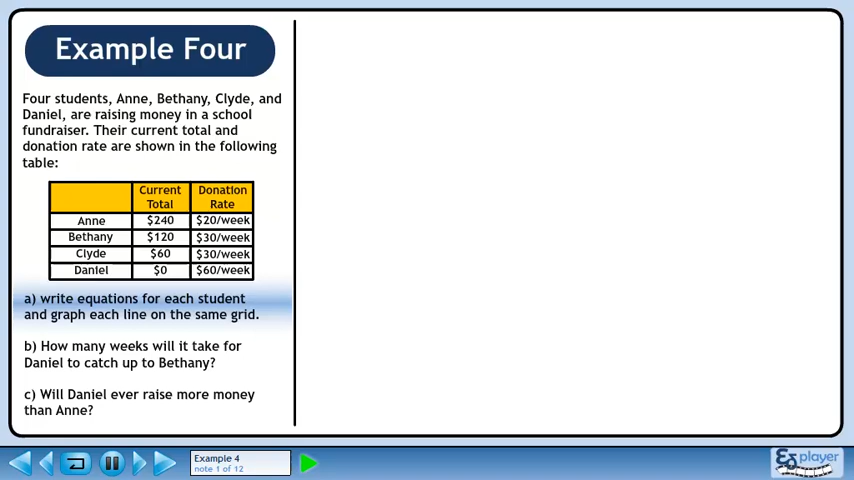 Example Four
Four students, Anne, Bethany, Clyde, and
Daniel, are raising money in a school
fundraiser. Their current total and
donation rate are shown in the following
table:
Current Total Donation Rate
Anne $240 $20/week
Bethany $120 $30/week
Clyde $60 $30/week
Daniel $0 $60/week
a) write equations for each student
and graph each line on the same grid.
b) How many weeks will it take for
Daniel to catch up to Bethany?
c) Will Daniel ever raise more money
than Anne?
Example 4
note 1 of 12
player